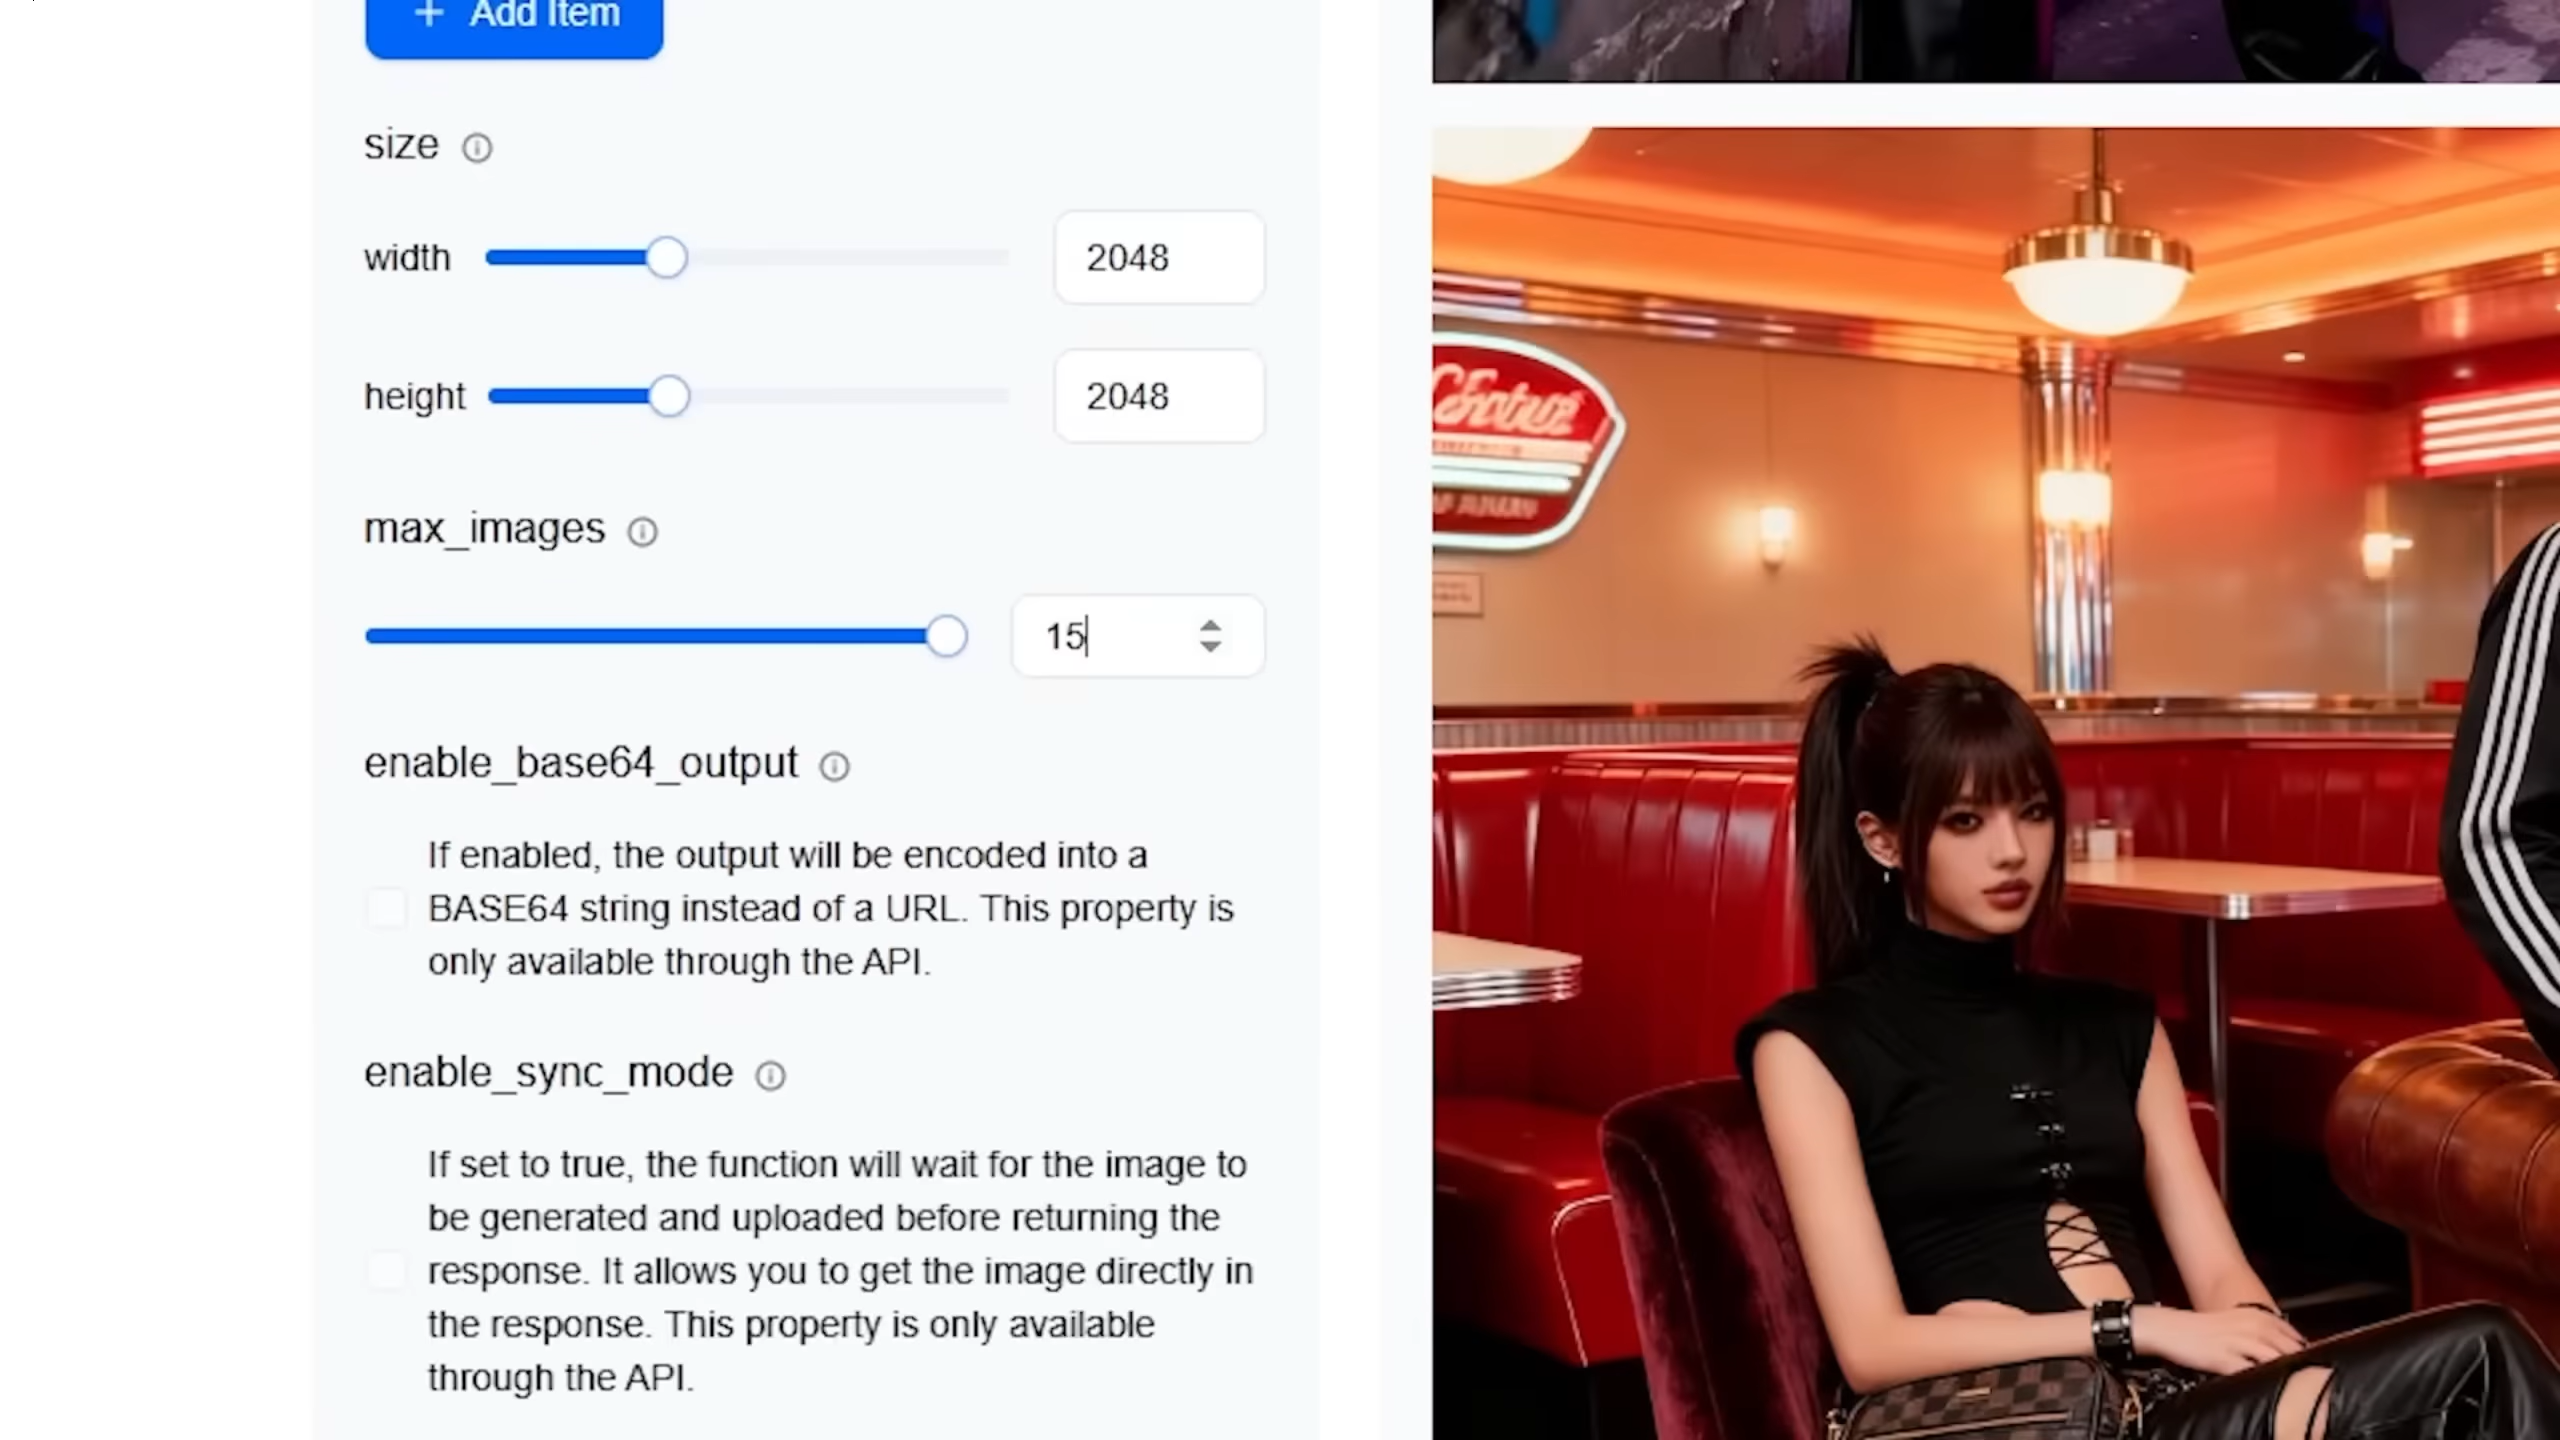 + Add Item
size
width 2048
height 2048
max_images
15
enable_base64_output
If enabled, the output will be encoded into a
BASE64 string instead of a URL. This property is
only available through the API.
enable_sync_mode
If set to true, the function will wait for the image to
be generated and uploaded before returning the
response. It allows you to get the image directly in
the response. This property is only available
through the API.